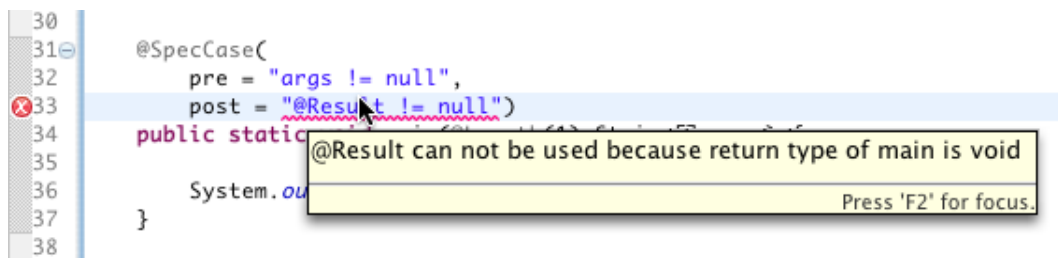 30
31 @SpecCase(
32 pre = "args != null",
33 post = "@Result != null")
34 public static
@Result can not be used because return type of main is void
35
36 System.ou
Press 'F2' for focus.
37 }
38